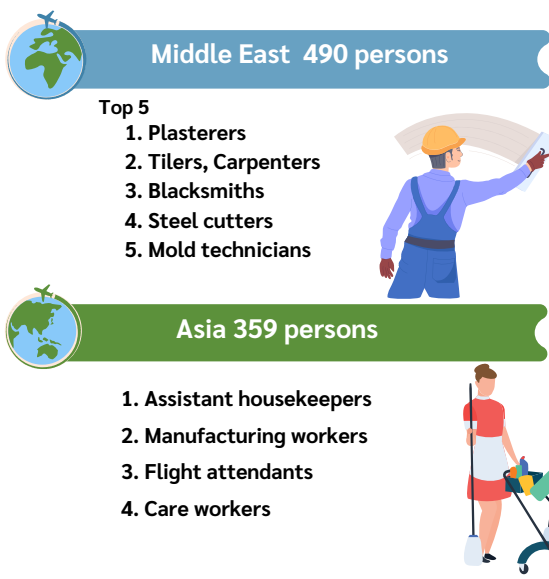 Middle East 490 persons
Top 5
1. Plasterers
2. Tilers, Carpenters
3. Blacksmiths
4. Steel cutters
5. Mold technicians
Asia 359 persons
1. Assistant housekeepers
2. Manufacturing workers
3. Flight attendants
4. Care workers